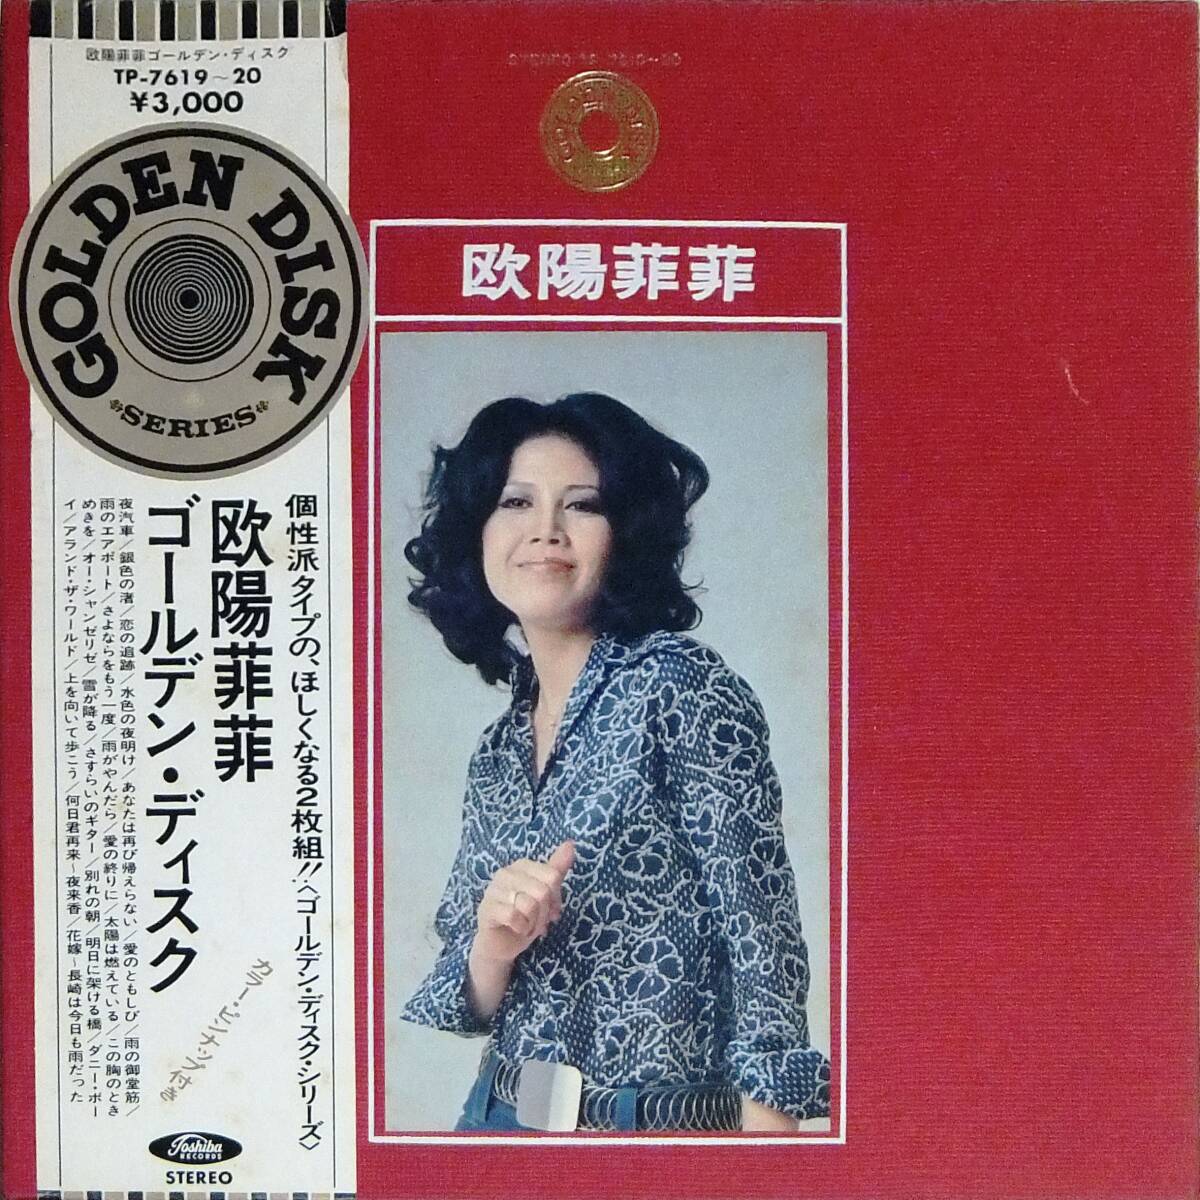 欧陽菲菲ゴールデン・ディスク
TP-7619~20
¥3,000
GOLDEN DISK
SERIES
個性派タイプの、ほしくなる2枚組!!〈ゴールデン・ディスク・シリーズ〉
欧陽菲菲
ゴールデン・ディスク
夜汽車/銀色の渚/恋の追跡/水色の夜明け/あなたは再び帰えらない/愛のともしび/雨の御堂筋/
雨のエアポート/さよならをもう一度/雨がやんだら/愛の終りに/太陽は燃えている/この胸のとき
めきを/オー・シャンゼリゼ/雪が降る/さすらいのギター/別れの朝/明日に架ける橋/ダニー・ボー
イ/アランド・ザ・ワールド/上を向いて歩こう/何日君再来~夜来香/花嫁~長崎は今日も雨だった
カラー・ピンナップ付き
Toshiba
RECORDS
STEREO
STEREO TP-7619~20
GOLDEN DISK
欧陽菲菲